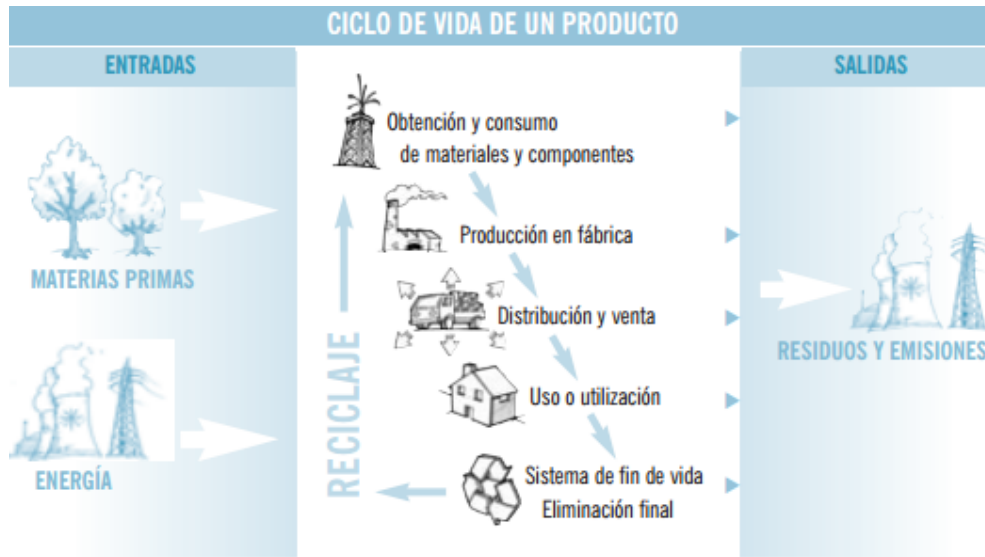 CICLO DE VIDA DE UN PRODUCTO
ENTRADAS
SALIDAS
Obtención y consumo
de materiales y componentes
Producción en fábrica
MATERIAS PRIMAS
Distribución y venta
RESIDUOS Y EMISIONES
RECICLAJE
Uso o utilización
ENERGÍA
Sistema de fin de vida
Eliminación final